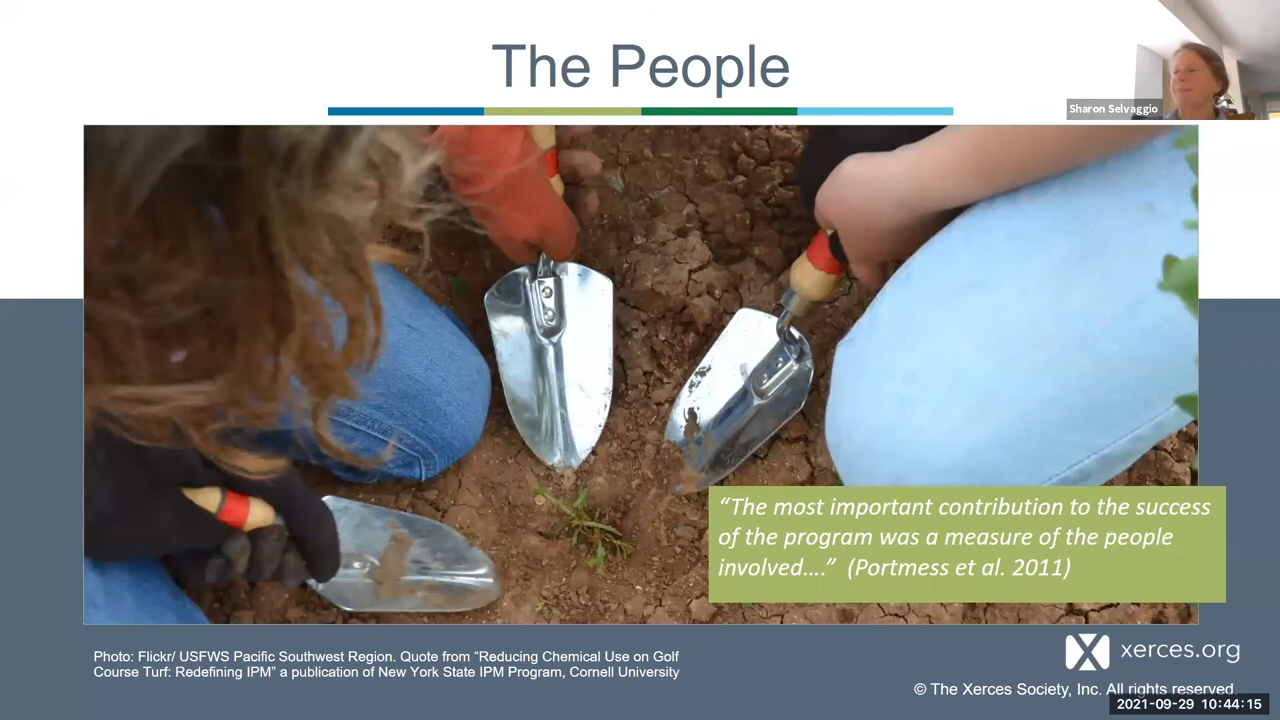 The People
Sharon Selvaggio
“The most important contribution to the success
of the program was a measure of the people
involved….” (Portmess et al. 2011)
Photo: Flickr/ USFWS Pacific Southwest Region. Quote from “Reducing Chemical Use on Golf
Course Turf: Redefining IPM” a publication of New York State IPM Program, Cornell University
xerces.org
© The Xerces Society, Inc. All rights reserved.
2021-09-29 10:44:15